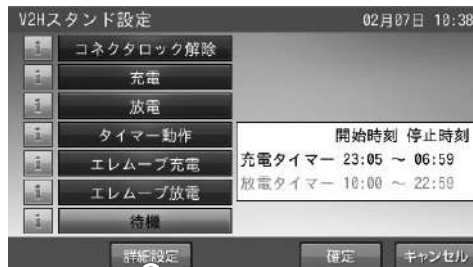 V2Hスタンド設定 02月07日 10:38
i コネクタロック解除
i 充電
i 放電
i タイマー動作
開始時刻 停止時刻
i エレムーブ充電
充電タイマー 23:05 ～ 06:59
i エレムーブ放電
放電タイマー 10:00 ～ 22:59
i 待機
詳細設定 確定 キャンセル